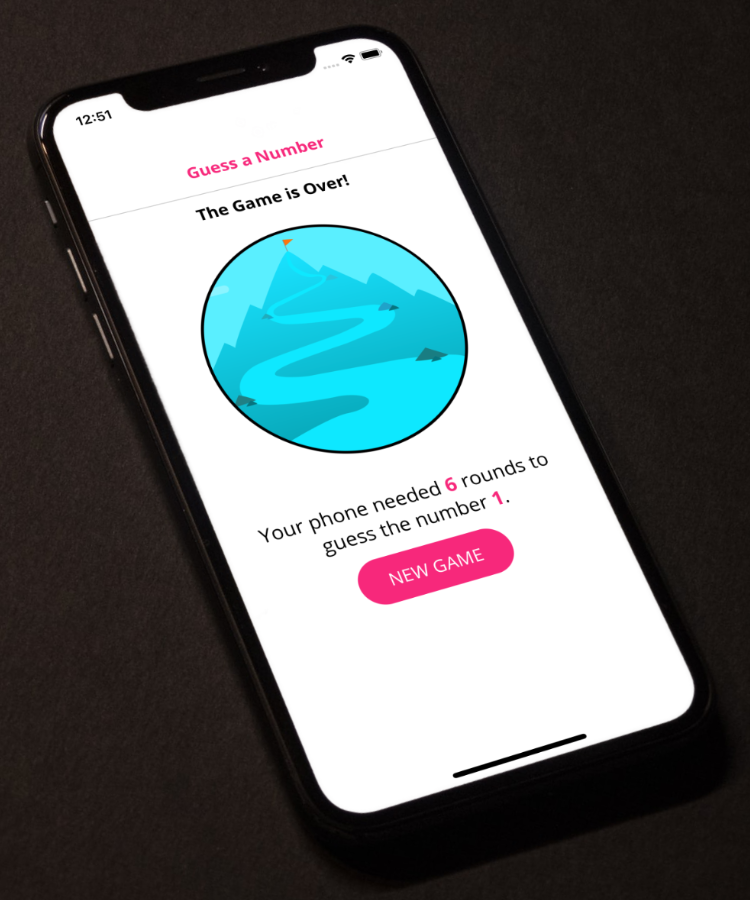 12:51
Guess a Number
The Game is Over!
Your phone needed 6 rounds to
guess the number 1.
NEW GAME